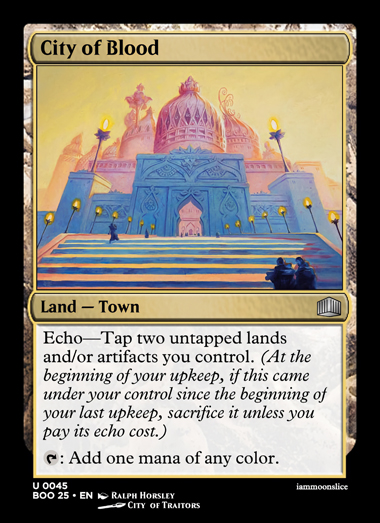 City of Blood
Land — Town
Echo—Tap two untapped lands
and/or artifacts you control. (At the
beginning of your upkeep, if this came
under your control since the beginning of
your last upkeep, sacrifice it unless you
pay its echo cost.)
: Add one mana of any color.
iammoonslice
U 0045
BOO 25 • EN Ralph Horsley
City of Traitors